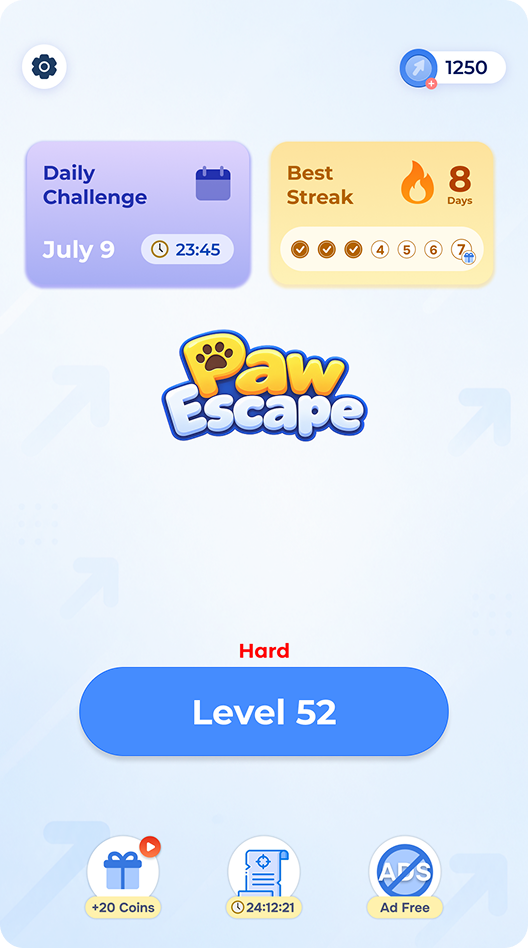 1250
Daily
Challenge
July 9
23:45
Best
Streak
8
Days
4 5 6 7
Paw
Escape
Hard
Level 52
ADS
+20 Coins
24:12:21
Ad Free